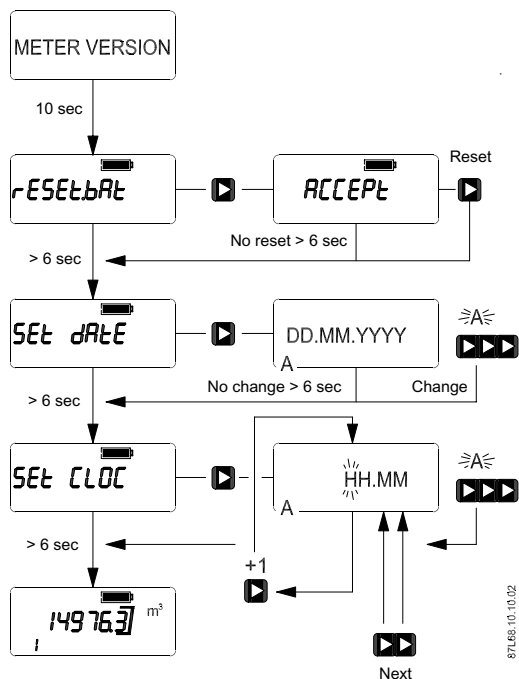 METER VERSION
10 sec
rESEt.bAt
ACCEPt
Reset
No reset > 6 sec
> 6 sec
SEt dAtE
DD.MM.YYYY
A
A
No change > 6 sec
Change
> 6 sec
SEt CLOC
HH.MM
A
A
> 6 sec
+1
14976.3 m³
1
Next
87L68.10.10.02